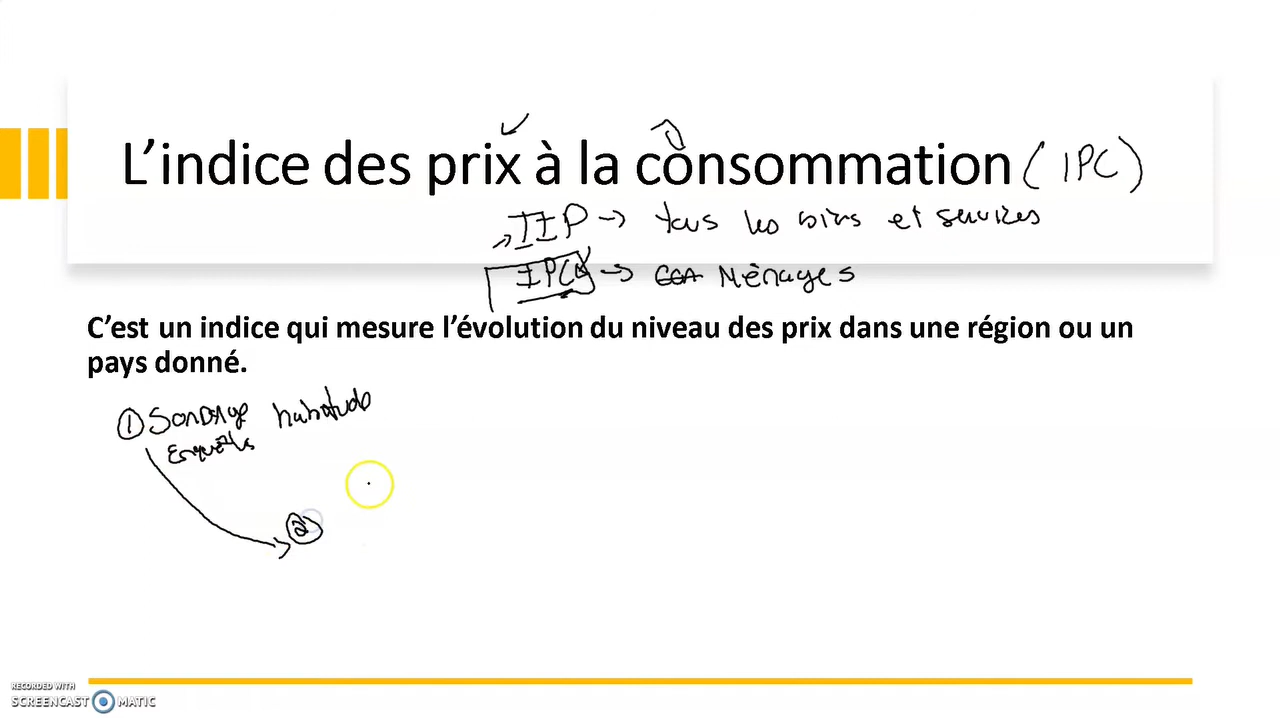 L'indice des prix à la consommation (IPC)
IIP → tous les biens et services
IPC → Ménages
C'est un indice qui mesure l'évolution du niveau des prix dans une région ou un
pays donné.
① Sondage habitude
Enquêtes
②
RECORDED WITH
SCREENCAST MATIC